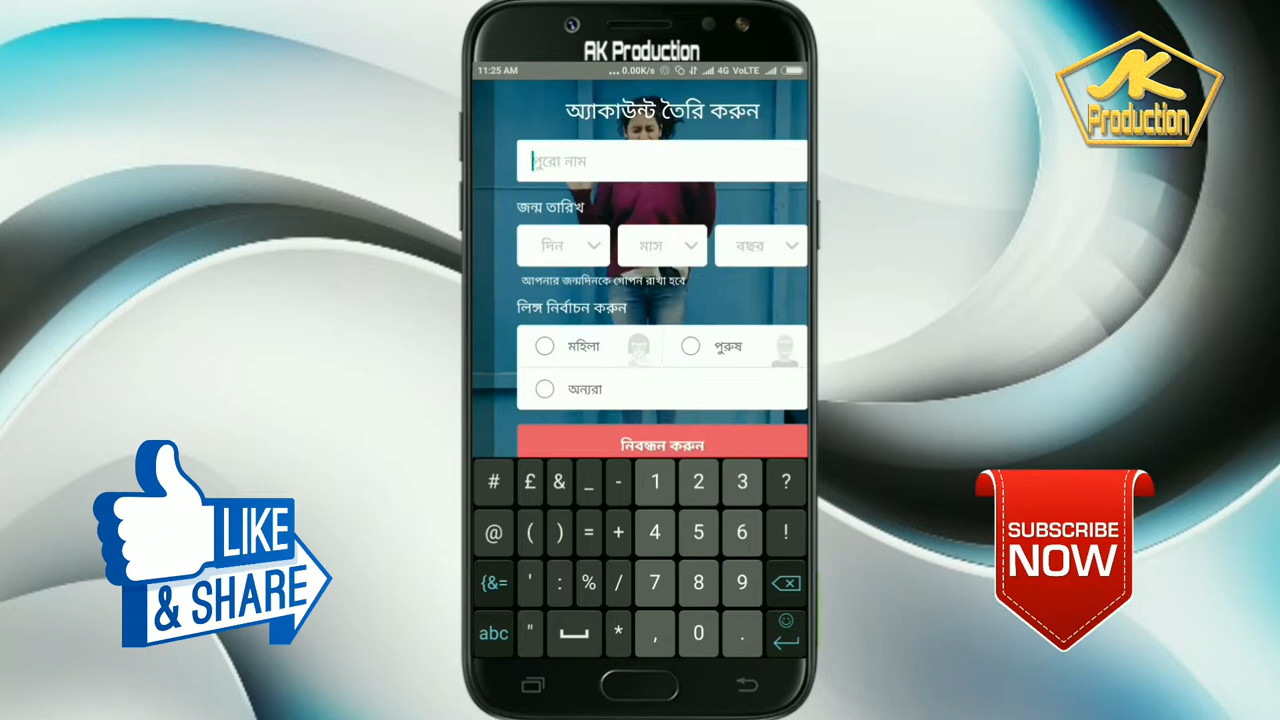 AK Production
11:25 AM ... 0.00K/s 4G VoLTE
অ্যাকাউন্ট তৈরি করুন
পুরো নাম
জন্ম তারিখ
দিন মাস বছর
আপনার জন্মদিনকে গোপন রাখা হবে
লিঙ্গ নির্বাচন করুন
মহিলা পুরুষ
অন্যরা
নিবন্ধন করুন
# £ & _ - 1 2 3 ?
@ ( ) = + 4 5 6 !
{&= ' : % / 7 8 9
abc " * , 0 .
AK
Production
LIKE
& SHARE
SUBSCRIBE
NOW